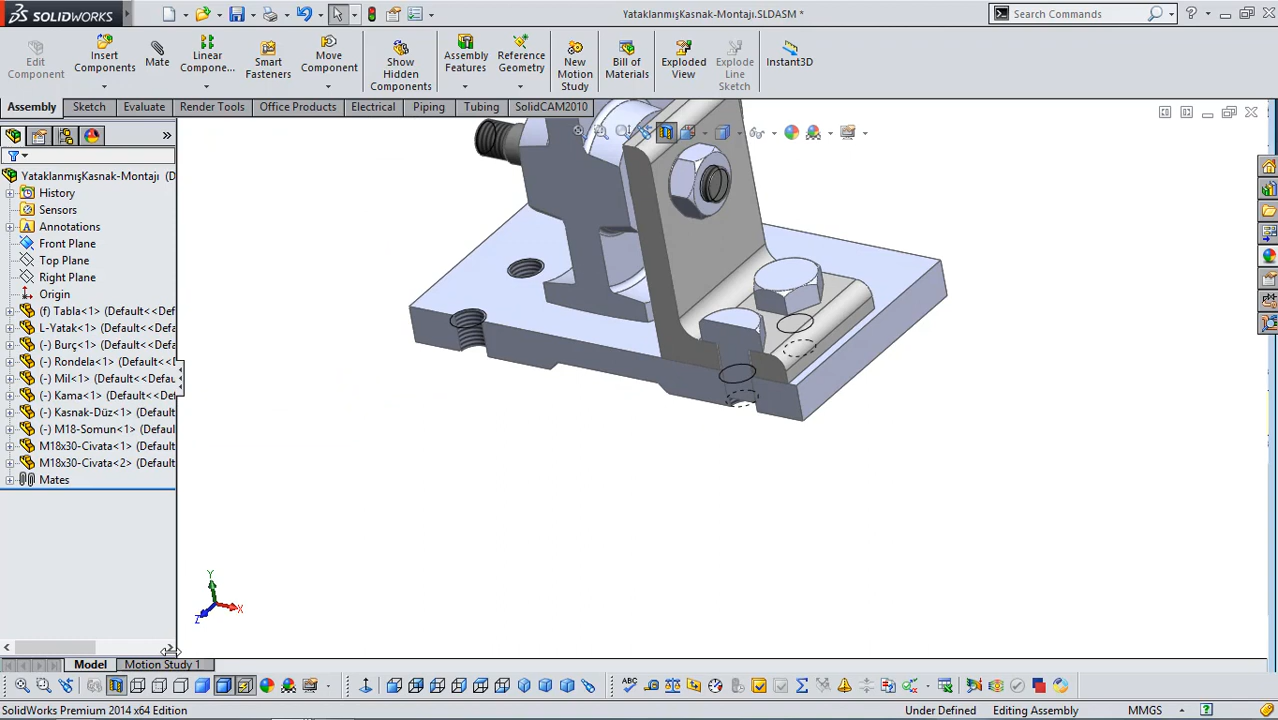 SOLIDWORKS
YataklanmışKasnak-Montajı.SLDASM *
Search Commands
Edit Component
Insert Components
Mate
Linear Compone...
Smart Fasteners
Move Component
Show Hidden Components
Assembly Features
Reference Geometry
New Motion Study
Bill of Materials
Exploded View
Explode Line Sketch
Instant3D
Assembly
Sketch
Evaluate
Render Tools
Office Products
Electrical
Piping
Tubing
SolidCAM2010
YataklanmışKasnak-Montajı (D
History
Sensors
Annotations
Front Plane
Top Plane
Right Plane
Origin
(f) Tabla<1> (Default<<De
L-Yatak<1> (Default<<Def
(-) Burç<1> (Default<<Def
(-) Rondela<1> (Default<<D
(-) Mil<1> (Default<<Defau
(-) Kama<1> (Default<<Def
(-) Kasnak-Düz<1> (Default
(-) M18-Somun<1> (Default
M18x30-Civata<1> (Default
M18x30-Civata<2> (Default
Mates
Y
X
Z
Model
Motion Study 1
ABC
SolidWorks Premium 2014 x64 Edition
Under Defined
Editing Assembly
MMGS